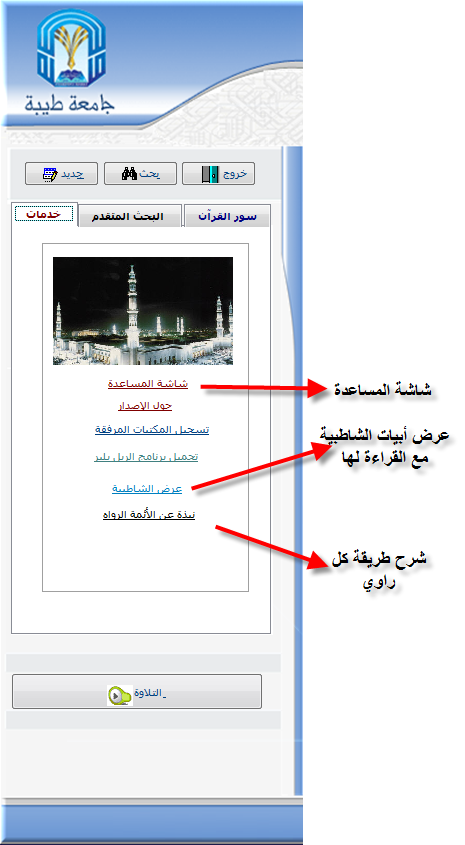 جامعة طيبة
خروج
بحث
جديد
سور القرآن
البحث المتقدم
خدمات
شاشة المساعدة
حول الإصدار
تسجيل المكتبات المرفقة
تحميل برنامج الريل بلير
عرض الشاطبية
نبذة عن الأئمة الرواه
شاشة المساعدة
عرض أبيات الشاطبية
مع القراءة لها
شرح طريقة كل
راوي
التلاوة